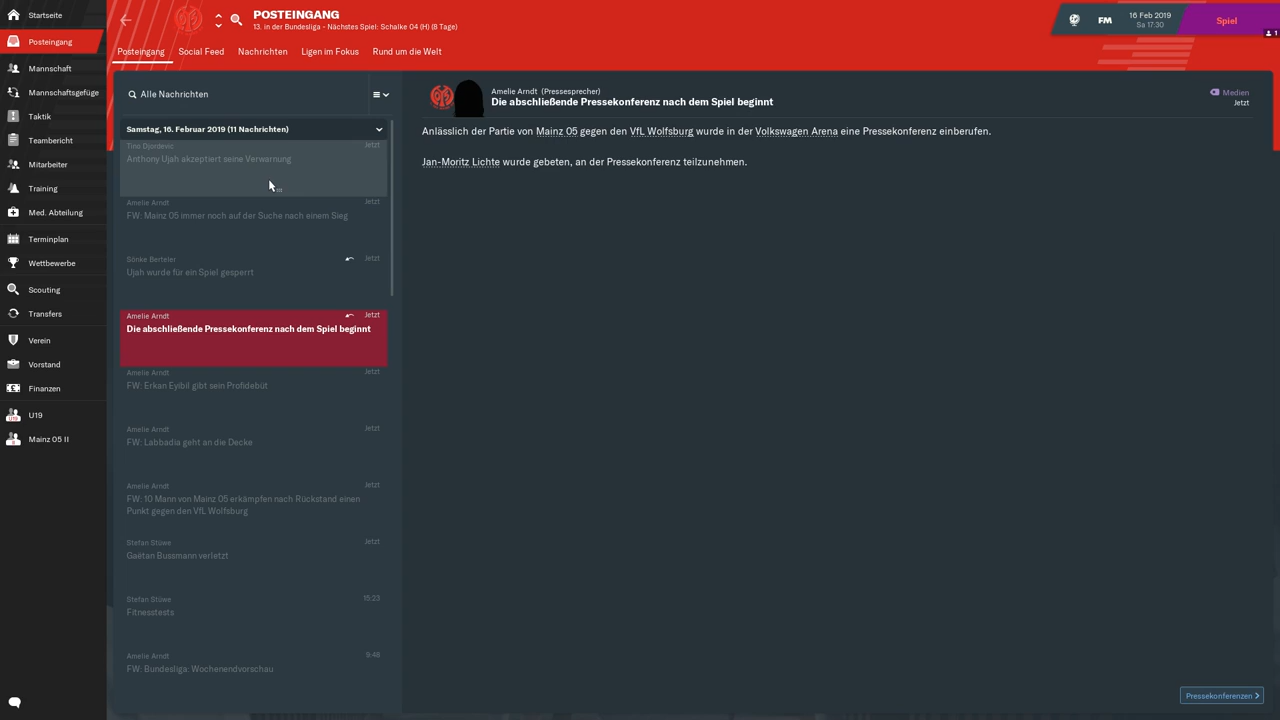 Startseite
Posteingang
Mannschaft
Mannschaftsgefüge
Taktik
Teambericht
Mitarbeiter
Training
Med. Abteilung
Terminplan
Wettbewerbe
Scouting
Transfers
Verein
Vorstand
Finanzen
U19
Mainz 05 II
POSTEINGANG
13. in der Bundesliga - Nächstes Spiel: Schalke 04 (H) (8 Tage)
FM
16 Feb 2019
Sa 17:30
Spiel
1
Posteingang
Social Feed
Nachrichten
Ligen im Fokus
Rund um die Welt
Alle Nachrichten
Samstag, 16. Februar 2019 (11 Nachrichten)
Tino Djordevic
Jetzt
Anthony Ujah akzeptiert seine Verwarnung
Amelie Arndt
Jetzt
FW: Mainz 05 immer noch auf der Suche nach einem Sieg
Sönke Berteler
Jetzt
Ujah wurde für ein Spiel gesperrt
Amelie Arndt
Jetzt
Die abschließende Pressekonferenz nach dem Spiel beginnt
Amelie Arndt
Jetzt
FW: Erkan Eyibil gibt sein Profidebüt
Amelie Arndt
Jetzt
FW: Labbadia geht an die Decke
Amelie Arndt
Jetzt
FW: 10 Mann von Mainz 05 erkämpfen nach Rückstand einen
Punkt gegen den VfL Wolfsburg
Stefan Stüwe
Jetzt
Gaëtan Bussmann verletzt
Stefan Stüwe
15:23
Fitnesstests
Amelie Arndt
9:48
FW: Bundesliga: Wochenendvorschau
Amelie Arndt (Pressesprecher)
Die abschließende Pressekonferenz nach dem Spiel beginnt
Medien
Jetzt
Anlässlich der Partie von Mainz 05 gegen den VfL Wolfsburg wurde in der Volkswagen Arena eine Pressekonferenz einberufen.
Jan-Moritz Lichte wurde gebeten, an der Pressekonferenz teilzunehmen.
Pressekonferenzen